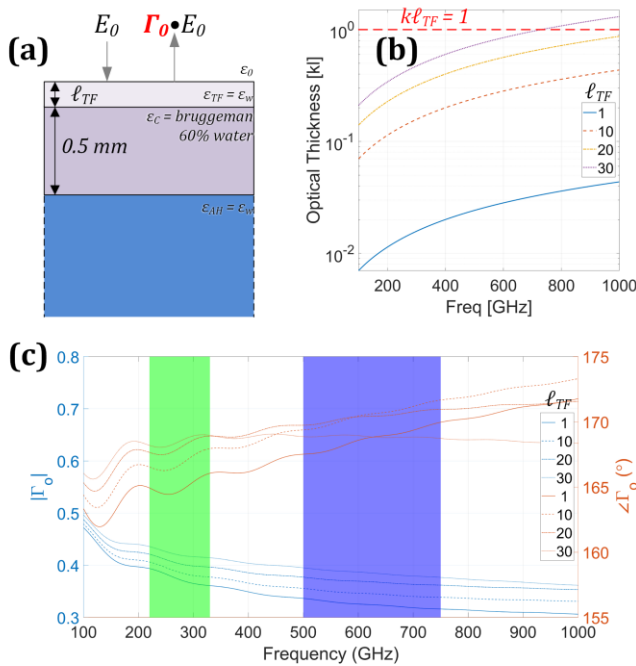 (a)
E₀
Γ₀•E₀
ε₀
ℓTF
εTF = εw
εC = bruggeman
60% water
0.5 mm
εAH = εw
(b)
kℓTF = 1
Optical Thickness [kl]
10⁰
10⁻¹
10⁻²
ℓTF
1
10
20
30
200 400 600 800 1000
Freq [GHz]
(c)
|Γₒ|
0.8
0.7
0.6
0.5
0.4
0.3
175
170
165
160
155
∠Γₒ (°)
ℓTF
1
10
20
30
1
10
20
30
100 200 300 400 500 600 700 800 900 1000
Frequency (GHz)